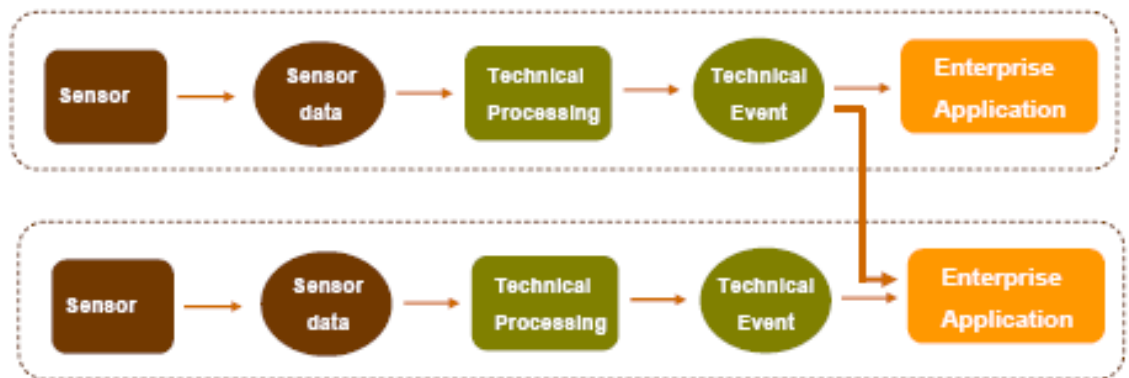 Sensor
Sensor
data
Technical
Processing
Technical
Event
Enterprise
Application
Sensor
Sensor
data
Technical
Processing
Technical
Event
Enterprise
Application